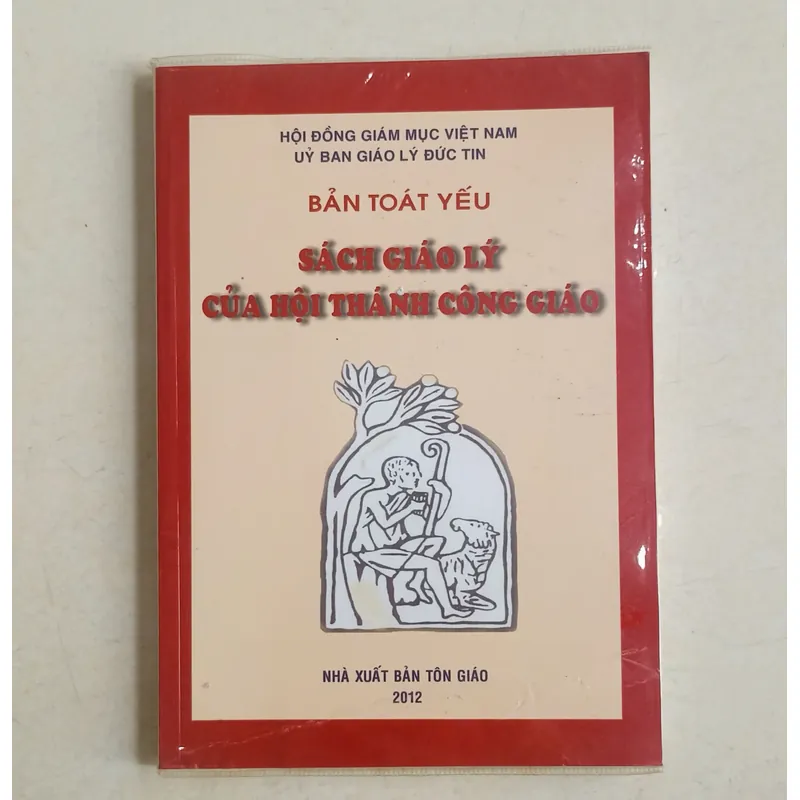 HỘI ĐỒNG GIÁM MỤC VIỆT NAM
UỶ BAN GIÁO LÝ ĐỨC TIN
BẢN TOÁT YẾU
SÁCH GIÁO LÝ
CỦA HỘI THÁNH CÔNG GIÁO
NHÀ XUẤT BẢN TÔN GIÁO
2012